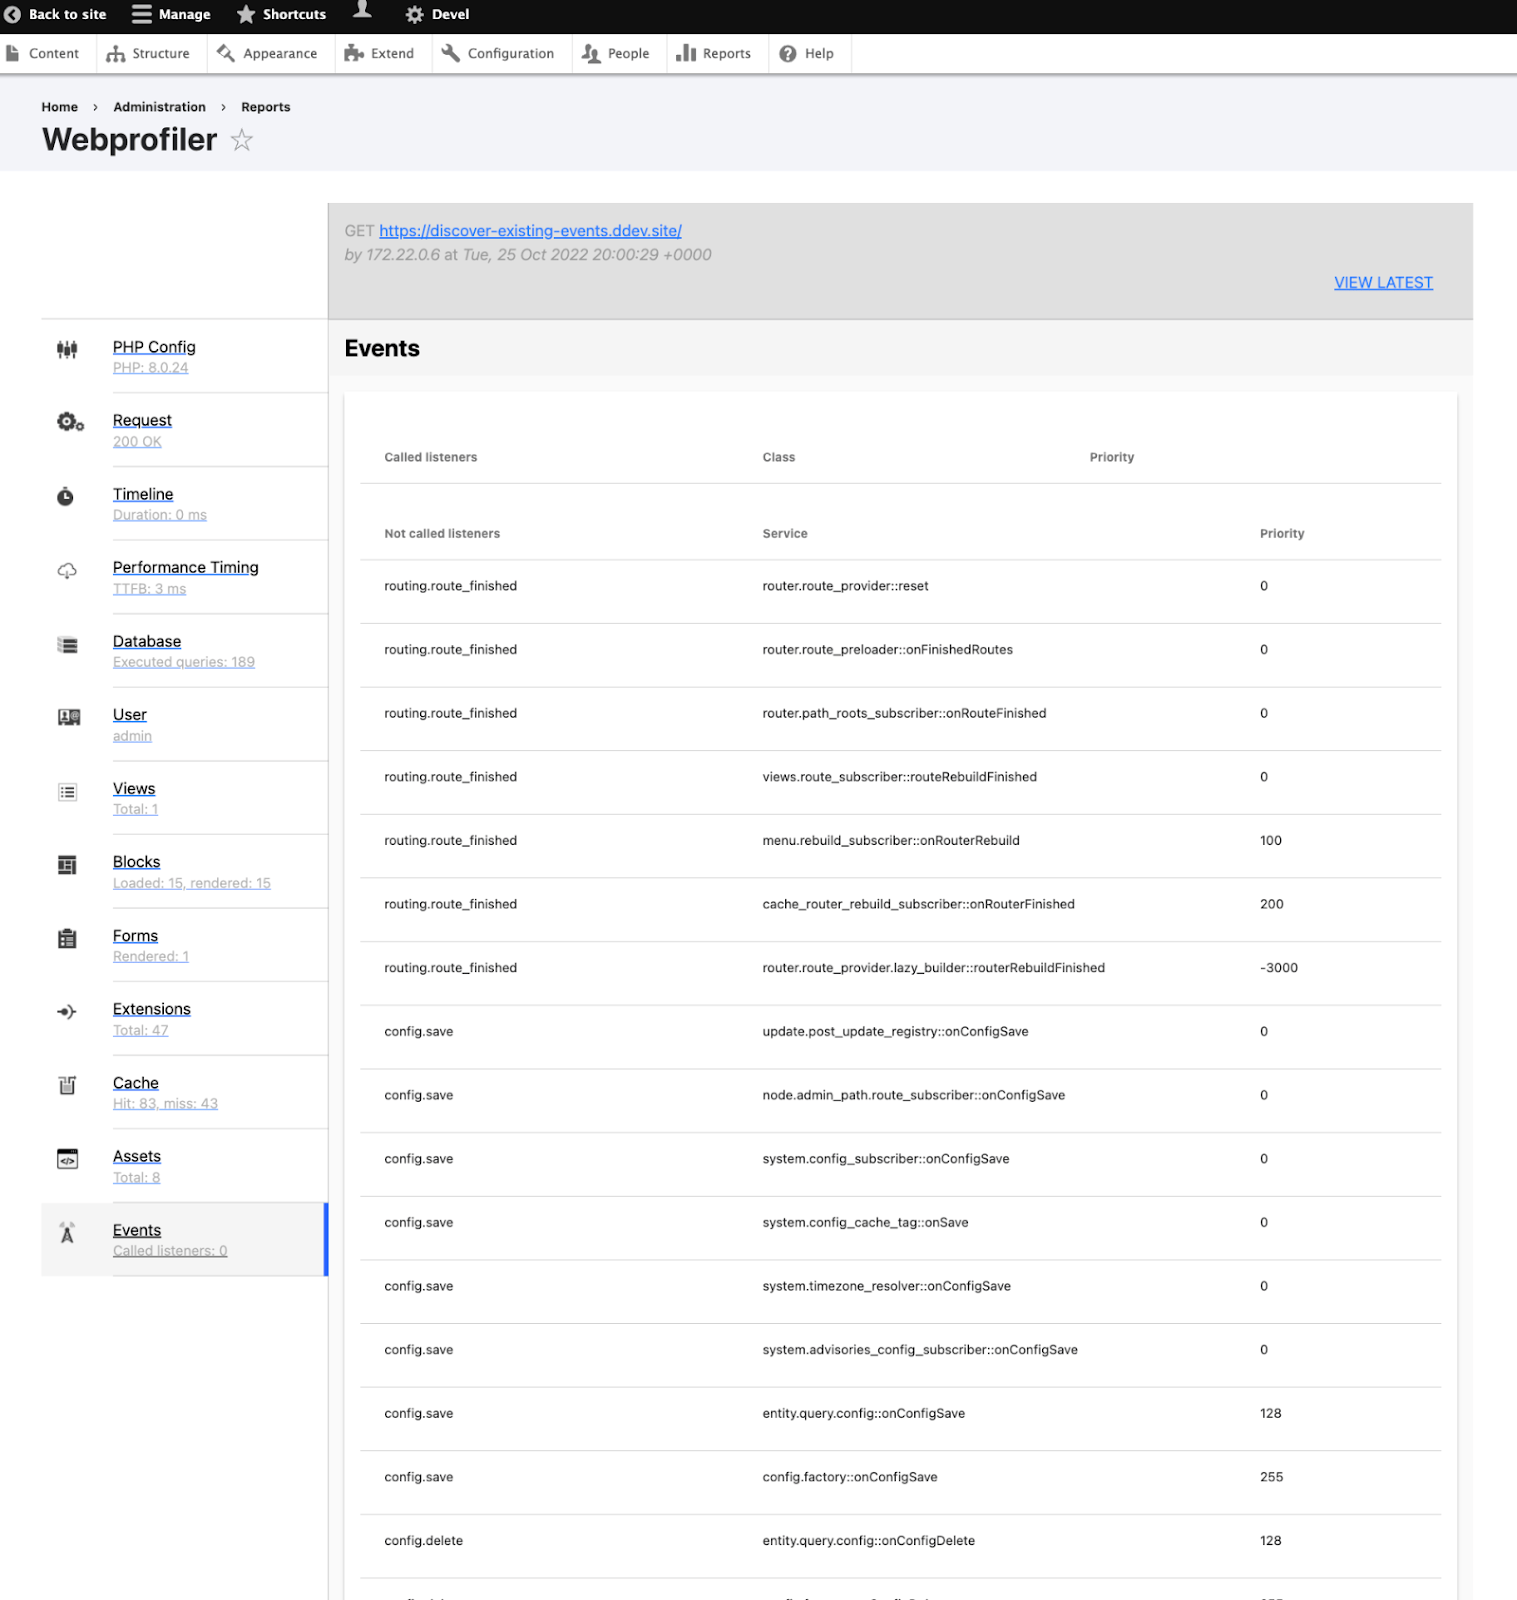 Back to site Manage Shortcuts Devel
Content Structure Appearance Extend Configuration People Reports Help
Home › Administration › Reports
Webprofiler
GET https://discover-existing-events.ddev.site/
by 172.22.0.6 at Tue, 25 Oct 2022 20:00:29 +0000
VIEW LATEST
PHP Config
PHP: 8.0.24
Request
200 OK
Timeline
Duration: 0 ms
Performance Timing
TTFB: 3 ms
Database
Executed queries: 189
User
admin
Views
Total: 1
Blocks
Loaded: 15, rendered: 15
Forms
Rendered: 1
Extensions
Total: 47
Cache
Hit: 83, miss: 43
Assets
Total: 8
Events
Called listeners: 0
Events
Called listeners Class Priority
Not called listeners Service Priority
routing.route_finished router.route_provider::reset 0
routing.route_finished router.route_preloader::onFinishedRoutes 0
routing.route_finished router.path_roots_subscriber::onRouteFinished 0
routing.route_finished views.route_subscriber::routeRebuildFinished 0
routing.route_finished menu.rebuild_subscriber::onRouterRebuild 100
routing.route_finished cache_router_rebuild_subscriber::onRouterFinished 200
routing.route_finished router.route_provider.lazy_builder::routerRebuildFinished -3000
config.save update.post_update_registry::onConfigSave 0
config.save node.admin_path.route_subscriber::onConfigSave 0
config.save system.config_subscriber::onConfigSave 0
config.save system.config_cache_tag::onSave 0
config.save system.timezone_resolver::onConfigSave 0
config.save system.advisories_config_subscriber::onConfigSave 0
config.save entity.query.config::onConfigSave 128
config.save config.factory::onConfigSave 255
config.delete entity.query.config::onConfigDelete 128